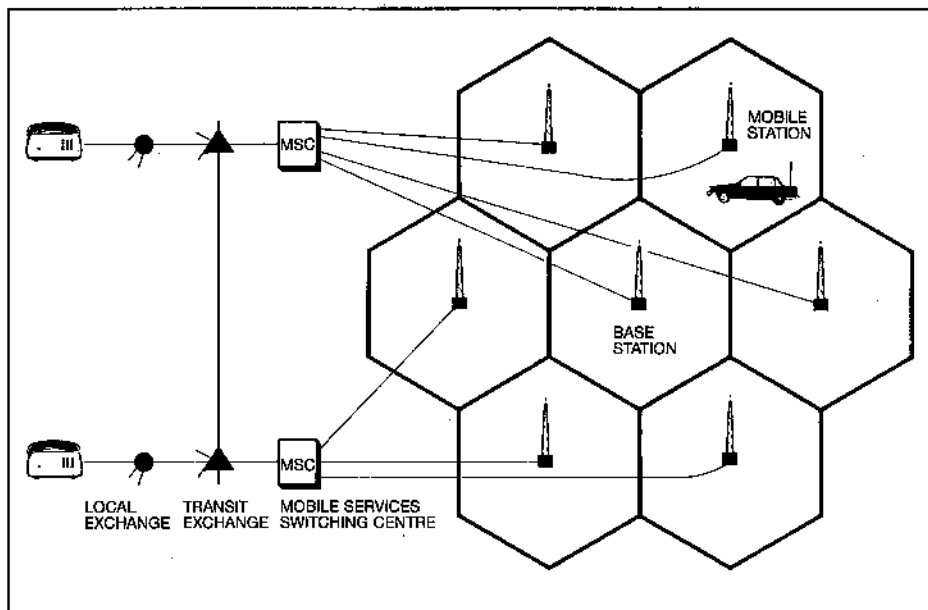 MSC
MOBILE
STATION
BASE
STATION
MSC
LOCAL
EXCHANGE
TRANSIT
EXCHANGE
MOBILE SERVICES
SWITCHING CENTRE